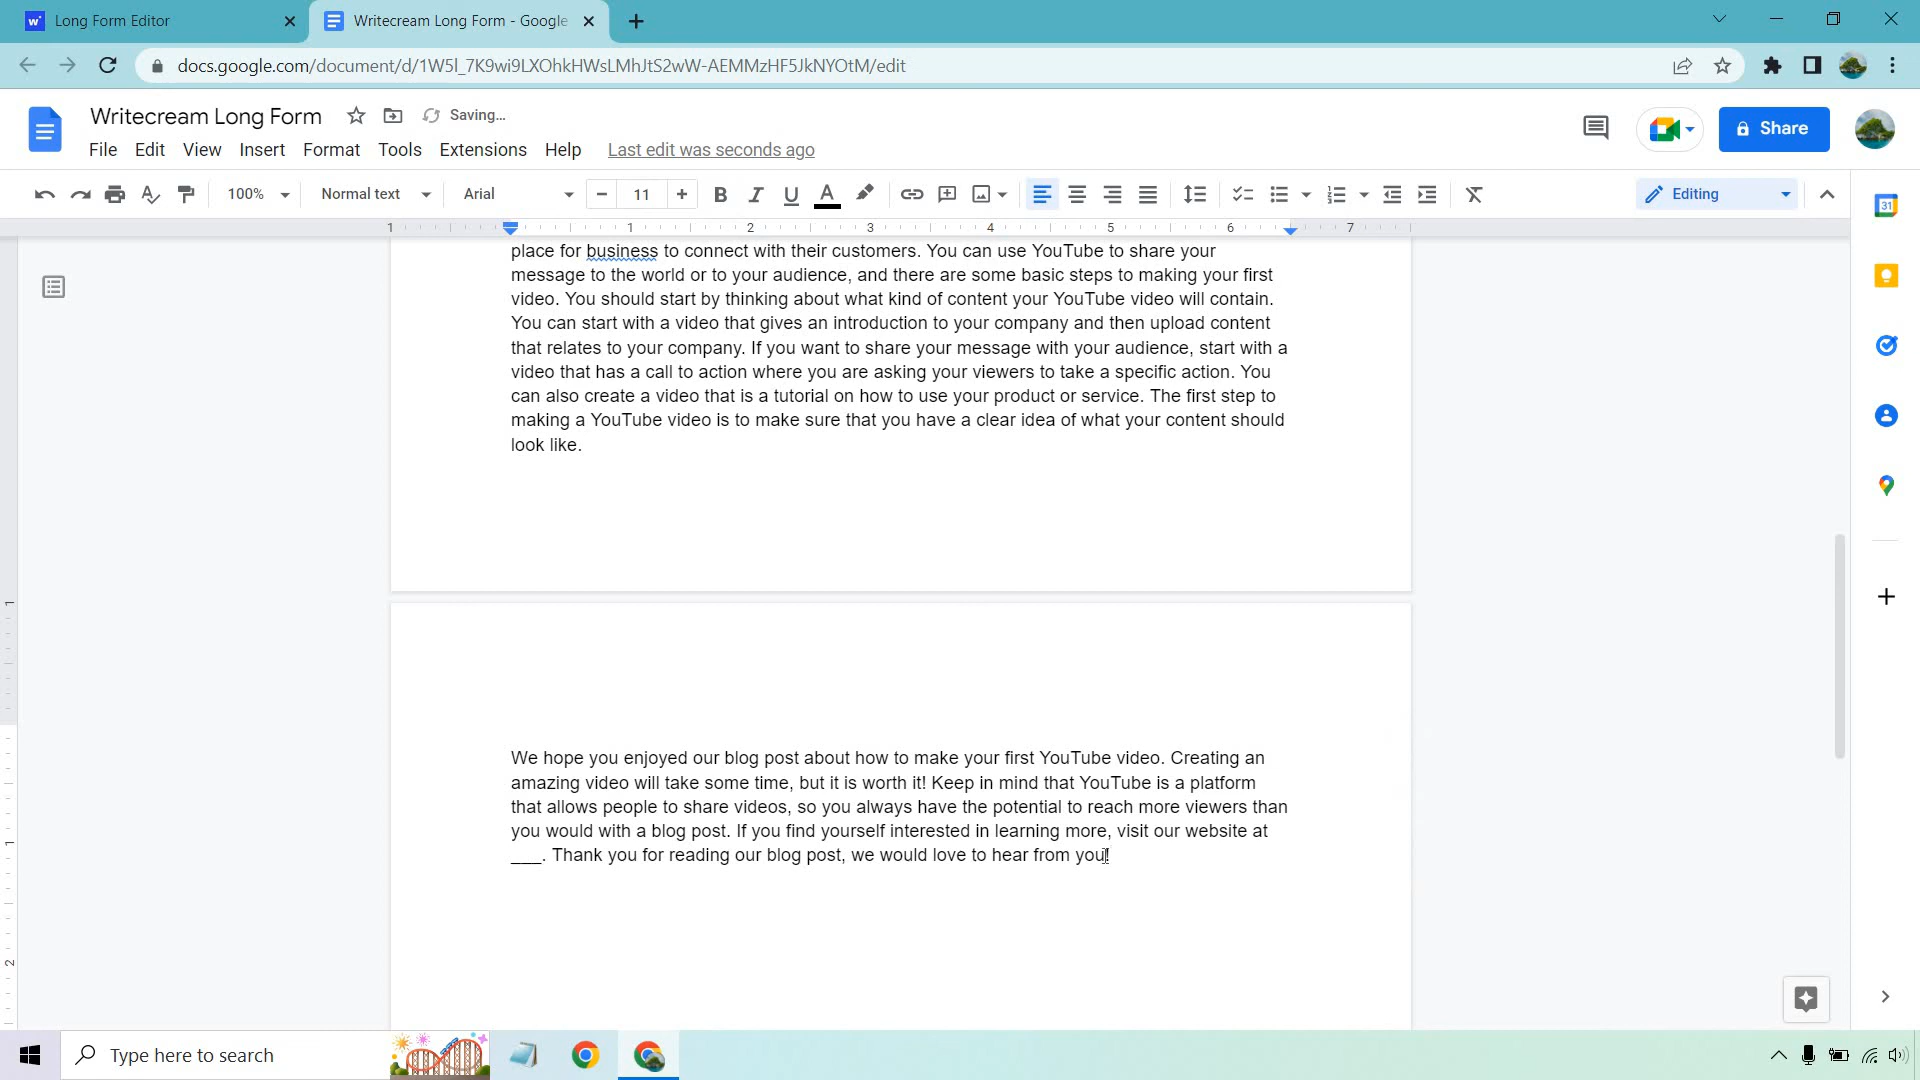 Long Form Editor
Writecream Long Form - Google
docs.google.com/document/d/1W5l_7K9wi9LXOhkHWsLMhJtS2wW-AEMMzHF5JkNYOtM/edit
Writecream Long Form
Saving…
Share
File Edit View Insert Format Tools Extensions Help Last edit was seconds ago
100% Normal text Arial 11 Editing
1 1 2 3 4 5 6 7
place for business to connect with their customers. You can use YouTube to share your
message to the world or to your audience, and there are some basic steps to making your first
video. You should start by thinking about what kind of content your YouTube video will contain.
You can start with a video that gives an introduction to your company and then upload content
that relates to your company. If you want to share your message with your audience, start with a
video that has a call to action where you are asking your viewers to take a specific action. You
can also create a video that is a tutorial on how to use your product or service. The first step to
making a YouTube video is to make sure that you have a clear idea of what your content should
look like.
We hope you enjoyed our blog post about how to make your first YouTube video. Creating an
amazing video will take some time, but it is worth it! Keep in mind that YouTube is a platform
that allows people to share videos, so you always have the potential to reach more viewers than
you would with a blog post. If you find yourself interested in learning more, visit our website at
___. Thank you for reading our blog post, we would love to hear from you!
1
1
2
31
Type here to search